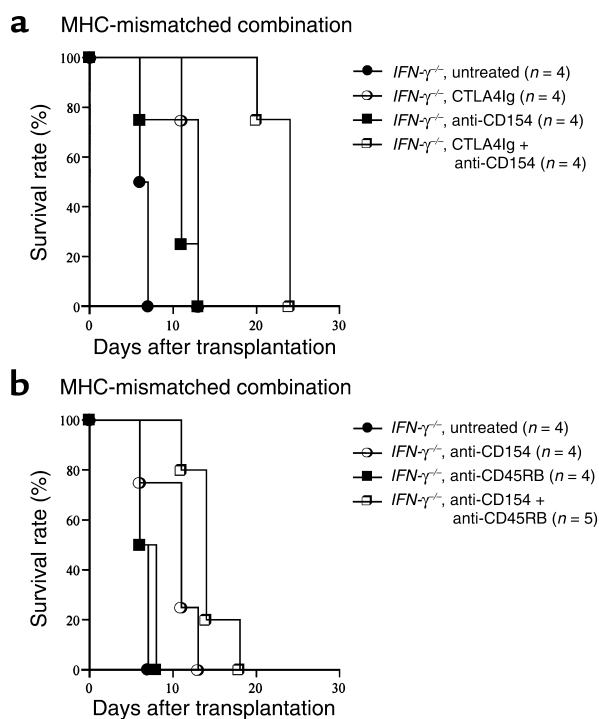 a MHC-mismatched combination
100
80
60
40
20
0
Survival rate (%)
0 10 20 30
Days after transplantation
IFN-γ⁻/⁻, untreated (n = 4)
IFN-γ⁻/⁻, CTLA4Ig (n = 4)
IFN-γ⁻/⁻, anti-CD154 (n = 4)
IFN-γ⁻/⁻, CTLA4Ig +
anti-CD154 (n = 4)
b MHC-mismatched combination
100
80
60
40
20
0
Survival rate (%)
0 10 20 30
Days after transplantation
IFN-γ⁻/⁻, untreated (n = 4)
IFN-γ⁻/⁻, anti-CD154 (n = 4)
IFN-γ⁻/⁻, anti-CD45RB (n = 4)
IFN-γ⁻/⁻, anti-CD154 +
anti-CD45RB (n = 5)